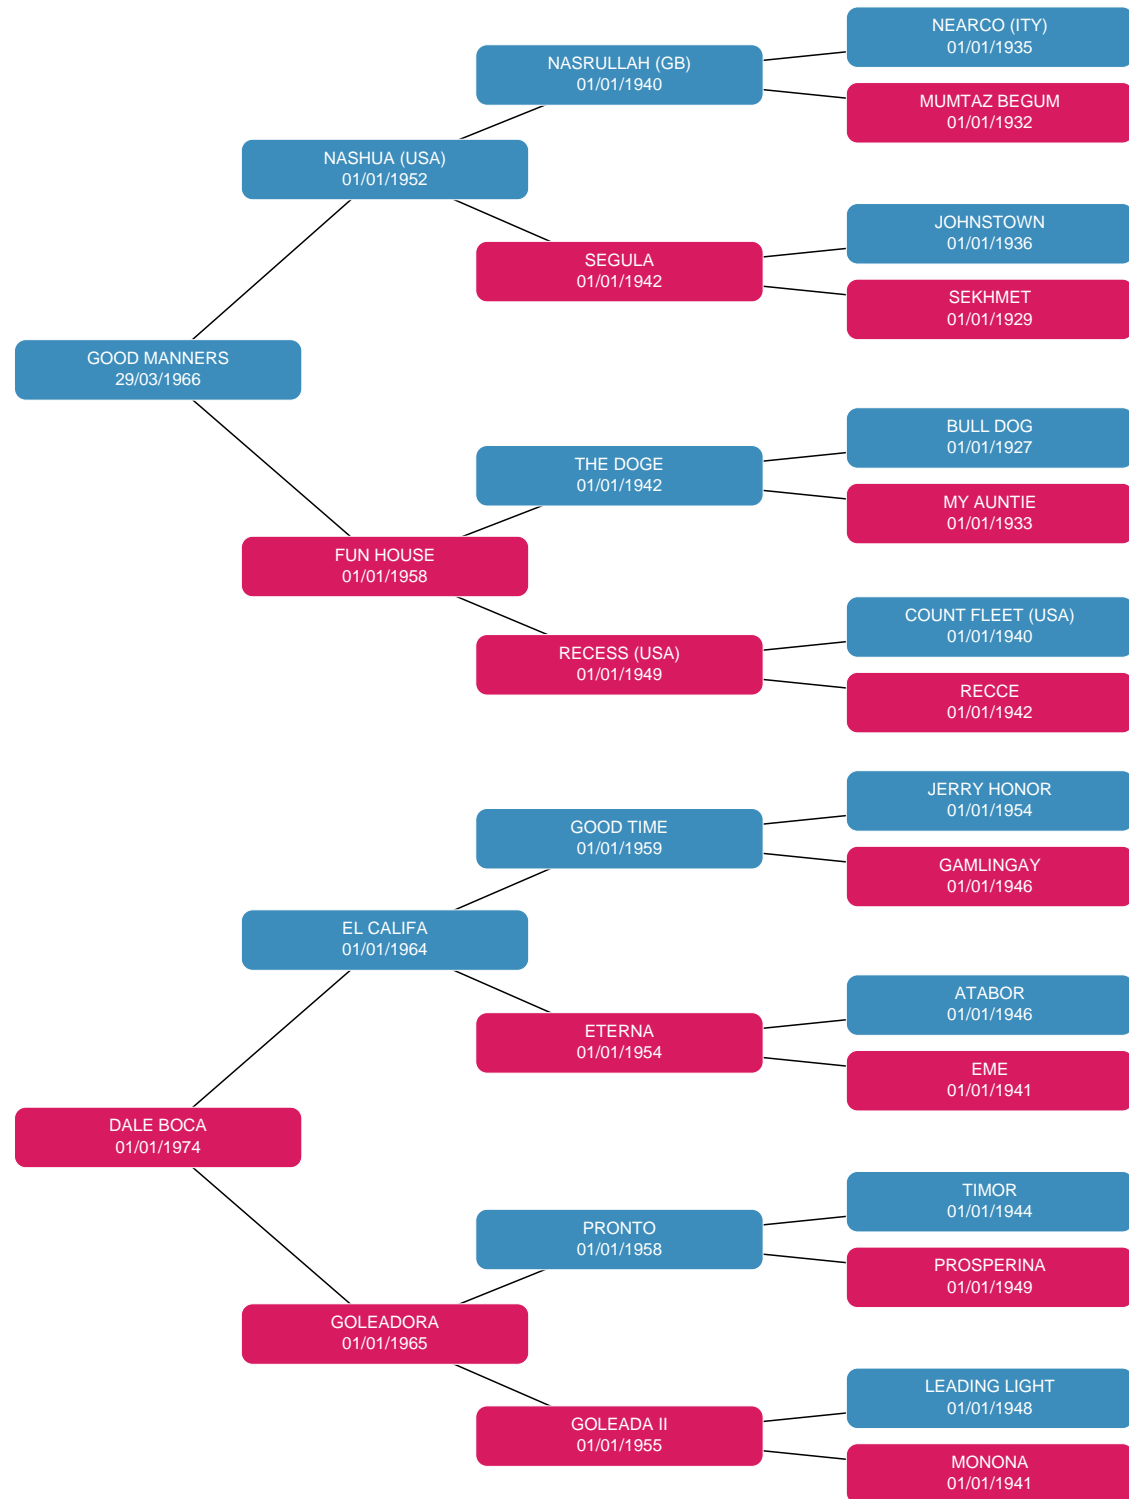 NEARCO (ITY)
01/01/1935
NASRULLAH (GB)
01/01/1940
MUMTAZ BEGUM
01/01/1932
NASHUA (USA)
01/01/1952
JOHNSTOWN
01/01/1936
SEGULA
01/01/1942
SEKHMET
01/01/1929
GOOD MANNERS
29/03/1966
BULL DOG
01/01/1927
THE DOGE
01/01/1942
MY AUNTIE
01/01/1933
FUN HOUSE
01/01/1958
COUNT FLEET (USA)
01/01/1940
RECESS (USA)
01/01/1949
RECCE
01/01/1942
JERRY HONOR
01/01/1954
GOOD TIME
01/01/1959
GAMLINGAY
01/01/1946
EL CALIFA
01/01/1964
ATABOR
01/01/1946
ETERNA
01/01/1954
EME
01/01/1941
DALE BOCA
01/01/1974
TIMOR
01/01/1944
PRONTO
01/01/1958
PROSPERINA
01/01/1949
GOLEADORA
01/01/1965
LEADING LIGHT
01/01/1948
GOLEADA II
01/01/1955
MONONA
01/01/1941